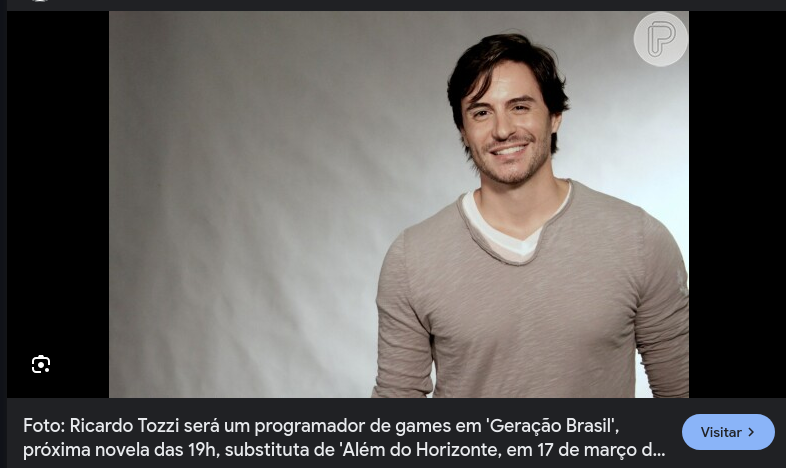 P
Foto: Ricardo Tozzi será um programador de games em 'Geração Brasil',
próxima novela das 19h, substituta de 'Além do Horizonte, em 17 de março d...
Visitar